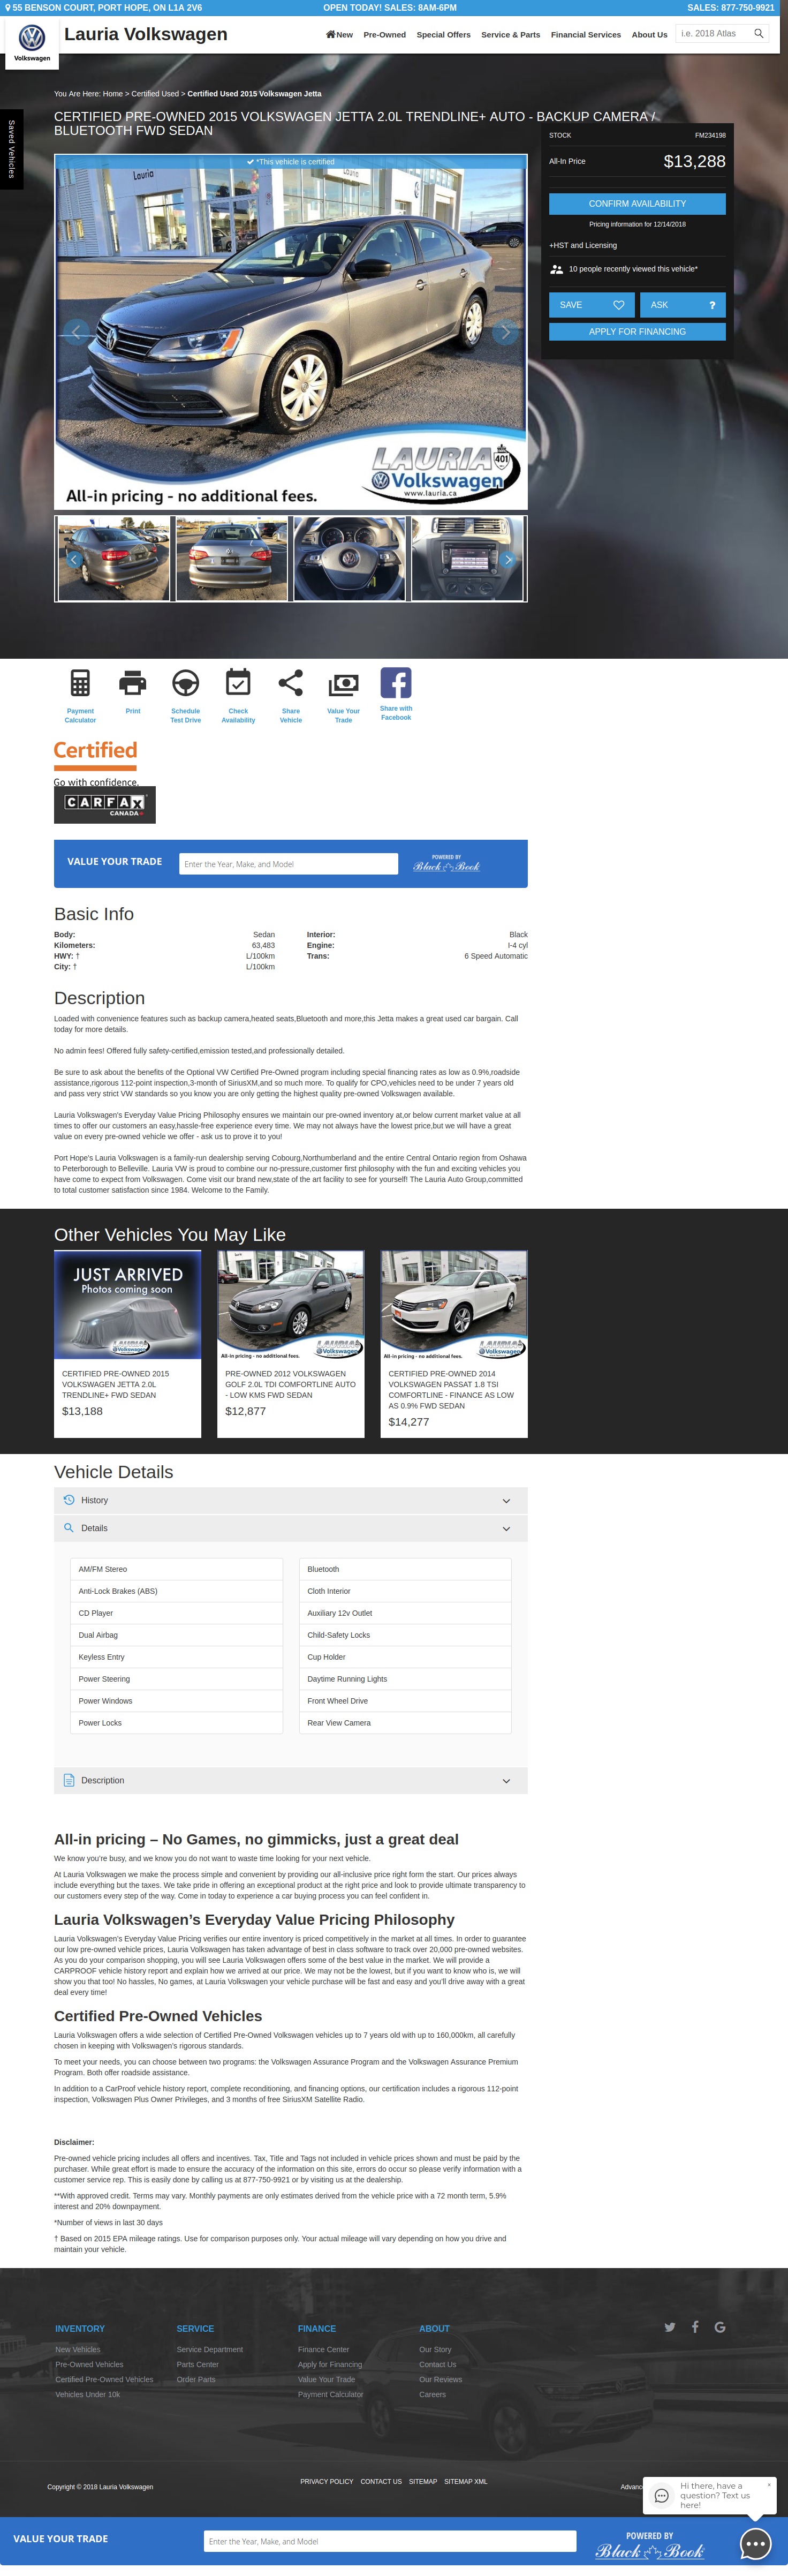 55 BENSON COURT, PORT HOPE, ON L1A 2V6
OPEN TODAY! SALES: 8AM-6PM
SALES: 877-750-9921
Volkswagen
Lauria Volkswagen
New
Pre-Owned
Special Offers
Service & Parts
Financial Services
About Us
i.e. 2018 Atlas
Saved Vehicles
You Are Here: Home > Certified Used > Certified Used 2015 Volkswagen Jetta
CERTIFIED PRE-OWNED 2015 VOLKSWAGEN JETTA 2.0L TRENDLINE+ AUTO - BACKUP CAMERA /
BLUETOOTH FWD SEDAN
*This vehicle is certified
Lauria
LAURIA
401
Volkswagen
www.lauria.ca
All-in pricing - no additional fees.
STOCK
FM234198
All-In Price
$13,288
CONFIRM AVAILABILITY
Pricing information for 12/14/2018
+HST and Licensing
10 people recently viewed this vehicle*
SAVE
ASK ?
APPLY FOR FINANCING
Payment
Calculator
Print
Schedule
Test Drive
Check
Availability
Share
Vehicle
Value Your
Trade
Share with
Facebook
Certified
Go with confidence.
CARFAX
CANADA
VALUE YOUR TRADE
Enter the Year, Make, and Model
POWERED BY
Black Book
Basic Info
Body:
Sedan
Kilometers:
63,483
HWY: †
L/100km
City: †
L/100km
Interior:
Black
Engine:
I-4 cyl
Trans:
6 Speed Automatic
Description
Loaded with convenience features such as backup camera,heated seats,Bluetooth and more,this Jetta makes a great used car bargain. Call
today for more details.
No admin fees! Offered fully safety-certified,emission tested,and professionally detailed.
Be sure to ask about the benefits of the Optional VW Certified Pre-Owned program including special financing rates as low as 0.9%,roadside
assistance,rigorous 112-point inspection,3-month of SiriusXM,and so much more. To qualify for CPO,vehicles need to be under 7 years old
and pass very strict VW standards so you know you are only getting the highest quality pre-owned Volkswagen available.
Lauria Volkswagen's Everyday Value Pricing Philosophy ensures we maintain our pre-owned inventory at,or below current market value at all
times to offer our customers an easy,hassle-free experience every time. We may not always have the lowest price,but we will have a great
value on every pre-owned vehicle we offer - ask us to prove it to you!
Port Hope's Lauria Volkswagen is a family-run dealership serving Cobourg,Northumberland and the entire Central Ontario region from Oshawa
to Peterborough to Belleville. Lauria VW is proud to combine our no-pressure,customer first philosophy with the fun and exciting vehicles you
have come to expect from Volkswagen. Come visit our brand new,state of the art facility to see for yourself! The Lauria Auto Group,committed
to total customer satisfaction since 1984. Welcome to the Family.
Other Vehicles You May Like
JUST ARRIVED
Photos coming soon
LAURIA
Volkswagen
CERTIFIED PRE-OWNED 2015
VOLKSWAGEN JETTA 2.0L
TRENDLINE+ FWD SEDAN
$13,188
All-in pricing - no additional fees.
LAURIA
Volkswagen
PRE-OWNED 2012 VOLKSWAGEN
GOLF 2.0L TDI COMFORTLINE AUTO
- LOW KMS FWD SEDAN
$12,877
All-in pricing - no additional fees.
LAURIA
Volkswagen
CERTIFIED PRE-OWNED 2014
VOLKSWAGEN PASSAT 1.8 TSI
COMFORTLINE - FINANCE AS LOW
AS 0.9% FWD SEDAN
$14,277
Vehicle Details
History
Details
AM/FM Stereo
Anti-Lock Brakes (ABS)
CD Player
Dual Airbag
Keyless Entry
Power Steering
Power Windows
Power Locks
Bluetooth
Cloth Interior
Auxiliary 12v Outlet
Child-Safety Locks
Cup Holder
Daytime Running Lights
Front Wheel Drive
Rear View Camera
Description
All-in pricing – No Games, no gimmicks, just a great deal
We know you're busy, and we know you do not want to waste time looking for your next vehicle.
At Lauria Volkswagen we make the process simple and convenient by providing our all-inclusive price right form the start. Our prices always
include everything but the taxes. We take pride in offering an exceptional product at the right price and look to provide ultimate transparency to
our customers every step of the way. Come in today to experience a car buying process you can feel confident in.
Lauria Volkswagen’s Everyday Value Pricing Philosophy
Lauria Volkswagen's Everyday Value Pricing verifies our entire inventory is priced competitively in the market at all times. In order to guarantee
our low pre-owned vehicle prices, Lauria Volkswagen has taken advantage of best in class software to track over 20,000 pre-owned websites.
As you do your comparison shopping, you will see Lauria Volkswagen offers some of the best value in the market. We will provide a
CARPROOF vehicle history report and explain how we arrived at our price. We may not be the lowest, but if you want to know who is, we will
show you that too! No hassles, No games, at Lauria Volkswagen your vehicle purchase will be fast and easy and you'll drive away with a great
deal every time!
Certified Pre-Owned Vehicles
Lauria Volkswagen offers a wide selection of Certified Pre-Owned Volkswagen vehicles up to 7 years old with up to 160,000km, all carefully
chosen in keeping with Volkswagen's rigorous standards.
To meet your needs, you can choose between two programs: the Volkswagen Assurance Program and the Volkswagen Assurance Premium
Program. Both offer roadside assistance.
In addition to a CarProof vehicle history report, complete reconditioning, and financing options, our certification includes a rigorous 112-point
inspection, Volkswagen Plus Owner Privileges, and 3 months of free SiriusXM Satellite Radio.
Disclaimer:
Pre-owned vehicle pricing includes all offers and incentives. Tax, Title and Tags not included in vehicle prices shown and must be paid by the
purchaser. While great effort is made to ensure the accuracy of the information on this site, errors do occur so please verify information with a
customer service rep. This is easily done by calling us at 877-750-9921 or by visiting us at the dealership.
**With approved credit. Terms may vary. Monthly payments are only estimates derived from the vehicle price with a 72 month term, 5.9%
interest and 20% downpayment.
*Number of views in last 30 days
† Based on 2015 EPA mileage ratings. Use for comparison purposes only. Your actual mileage will vary depending on how you drive and
maintain your vehicle.
INVENTORY
New Vehicles
Pre-Owned Vehicles
Certified Pre-Owned Vehicles
Vehicles Under 10k
SERVICE
Service Department
Parts Center
Order Parts
FINANCE
Finance Center
Apply for Financing
Value Your Trade
Payment Calculator
ABOUT
Our Story
Contact Us
Our Reviews
Careers
Copyright © 2018 Lauria Volkswagen
PRIVACY POLICY
CONTACT US
SITEMAP
SITEMAP XML
Hi there, have a
question? Text us
here!
×
VALUE YOUR TRADE
Enter the Year, Make, and Model
POWERED BY
Black Book